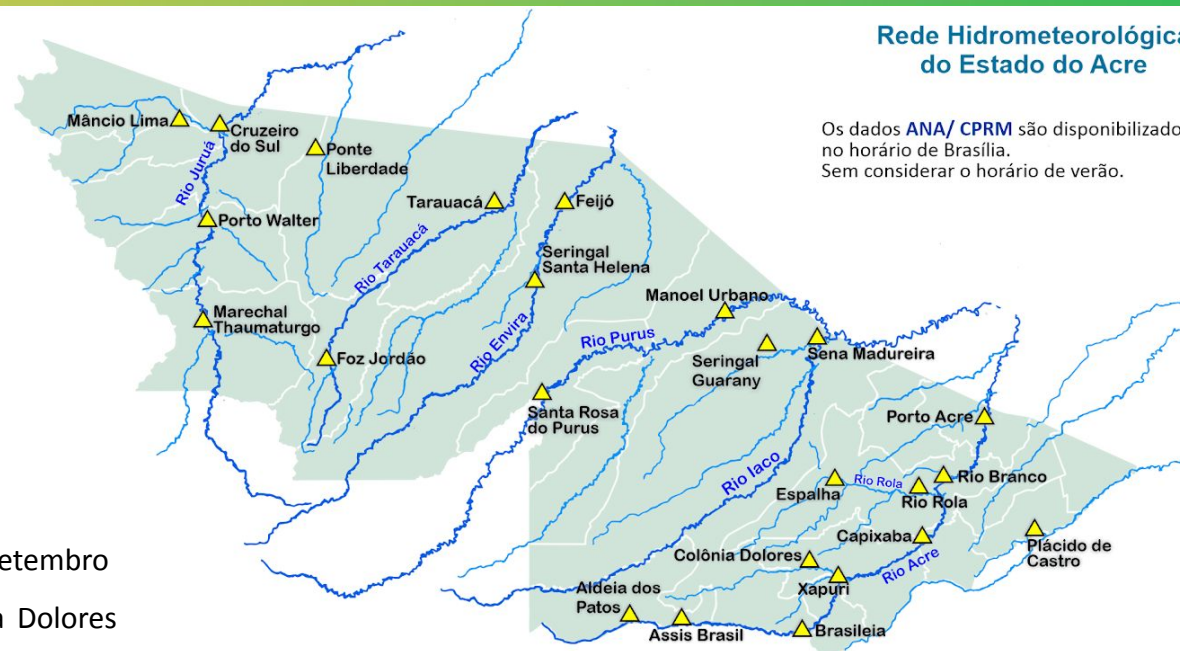 Rede Hidrometeorológica
do Estado do Acre
Os dados ANA/ CPRM são
no horário de Brasília.
Sem considerar o horário de verão.
Mâncio Lima
Cruzeiro
do Sul
Ponte
Liberdade
Rio Juruá
Porto Walter
Tarauacá
Feijó
Rio Tarauacá
Seringal
Santa Helena
Marechal
Thaumaturgo
Foz Jordão
Rio Envira
Manoel Urbano
Rio Purus
Seringal
Guarany
Sena Madureira
Santa Rosa
do Purus
Porto Acre
Rio Iaco
Espalha
Rio Rola
Rio Rola
Rio Branco
Capixaba
Plácido de
Castro
Colônia Dolores
Rio Acre
Xapuri
Aldeia dos
Patos
Assis Brasil
Brasileia
Dolores